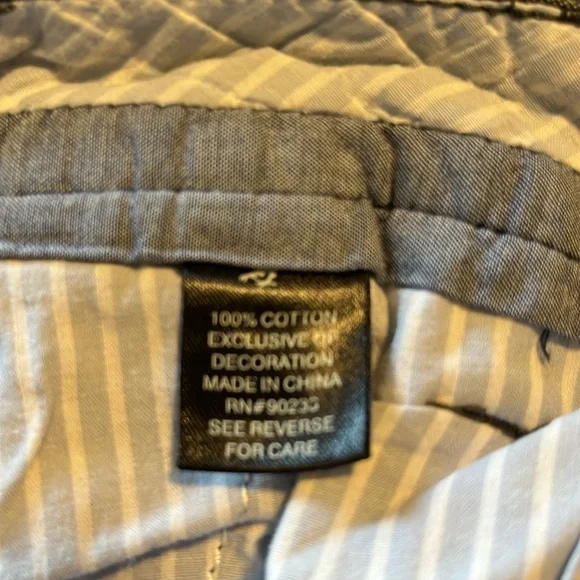 100% COTTON
EXCLUSIVE OF
DECORATION
MADE IN CHINA
SEE REVERSE
FOR CARE